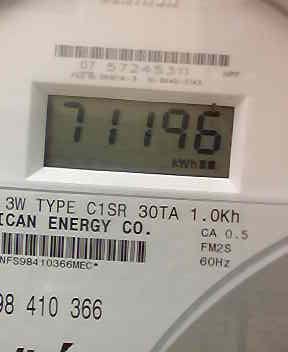 07 57245311
71196
kWh
3W TYPE C1SR 30TA 1.0Kh
ICAN ENERGY CO.
CA 0.5
FM2S
60Hz
NFS98410366MEC*
98 410 366